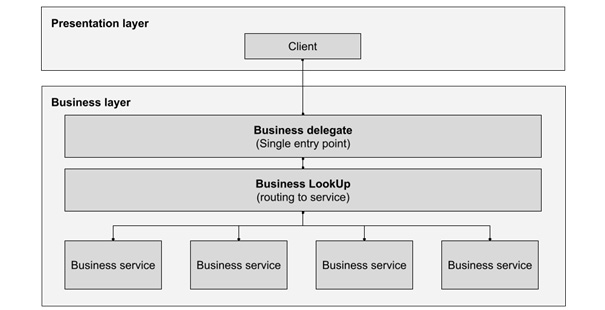 Presentation layer
Client
Business layer
Business delegate
(Single entry point)
Business LookUp
(routing to service)
Business service
Business service
Business service
Business service